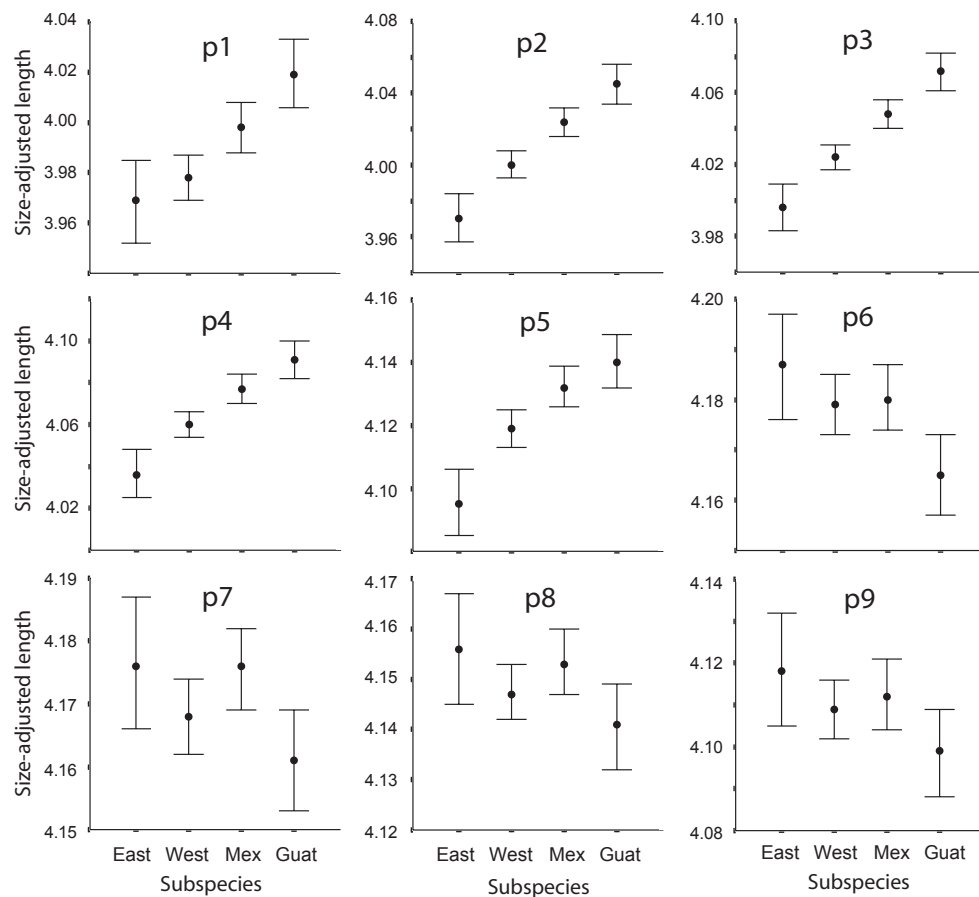 p1
4.04
4.02
4.00
3.98
3.96
Size-adjusted length
p2
4.08
4.04
4.00
3.96
p3
4.10
4.06
4.02
3.98
p4
4.10
4.06
4.02
Size-adjusted length
p5
4.16
4.14
4.12
4.10
p6
4.20
4.18
4.16
p7
4.19
4.18
4.17
4.16
4.15
Size-adjusted length
East West Mex Guat
Subspecies
p8
4.17
4.16
4.15
4.14
4.13
4.12
East West Mex Guat
Subspecies
p9
4.14
4.12
4.10
4.08
East West Mex Guat
Subspecies